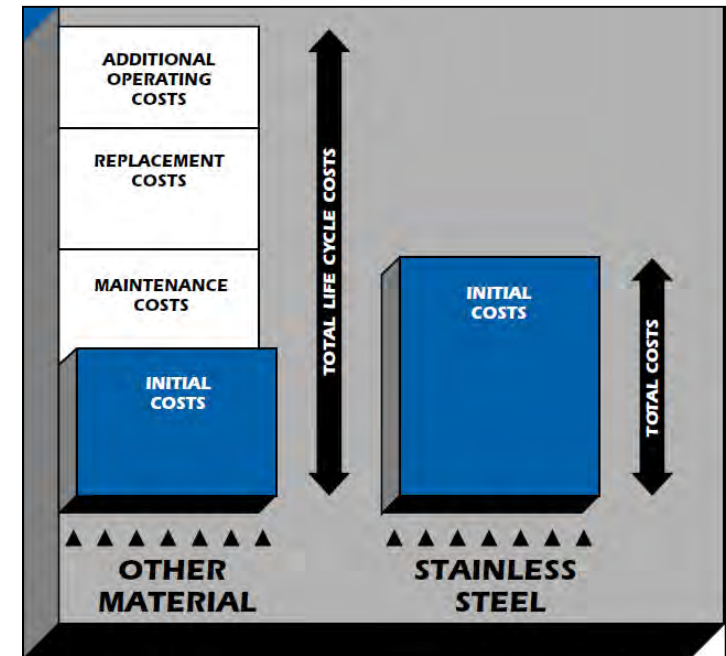 ADDITIONAL
OPERATING
COSTS
REPLACEMENT
COSTS
MAINTENANCE
COSTS
INITIAL
COSTS
TOTAL LIFE CYCLE COSTS
INITIAL
COSTS
TOTAL COSTS
OTHER
MATERIAL
STAINLESS
STEEL